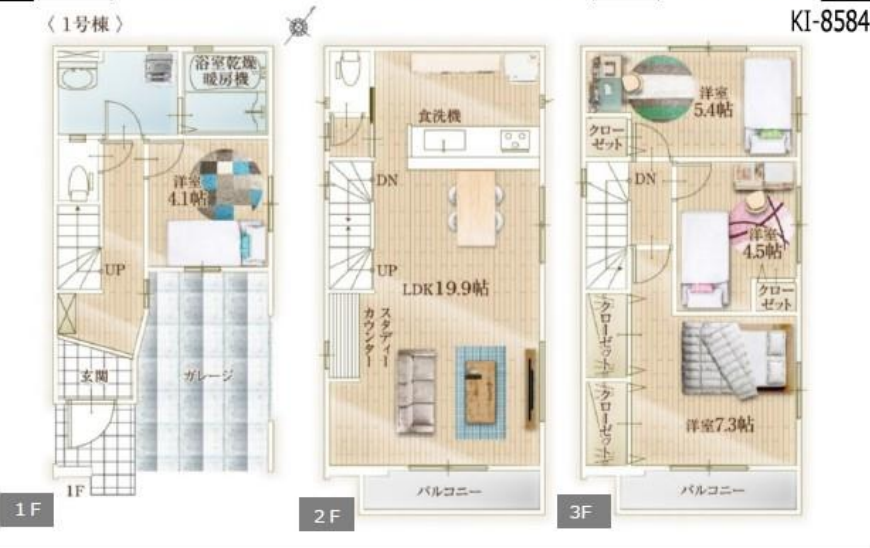 〈 1号棟 〉
KI-8584
浴室乾燥
暖房機
洋室
4.1帖
UP
玄関
ガレージ
1F
1F
食洗機
DN
UP
LDK19.9帖
スタディー
カウンター
バルコニー
2F
洋室
5.4帖
クロー
ゼット
DN
洋室
4.5帖
クロー
ゼット
クローゼット
クローゼット
洋室7.3帖
バルコニー
3F